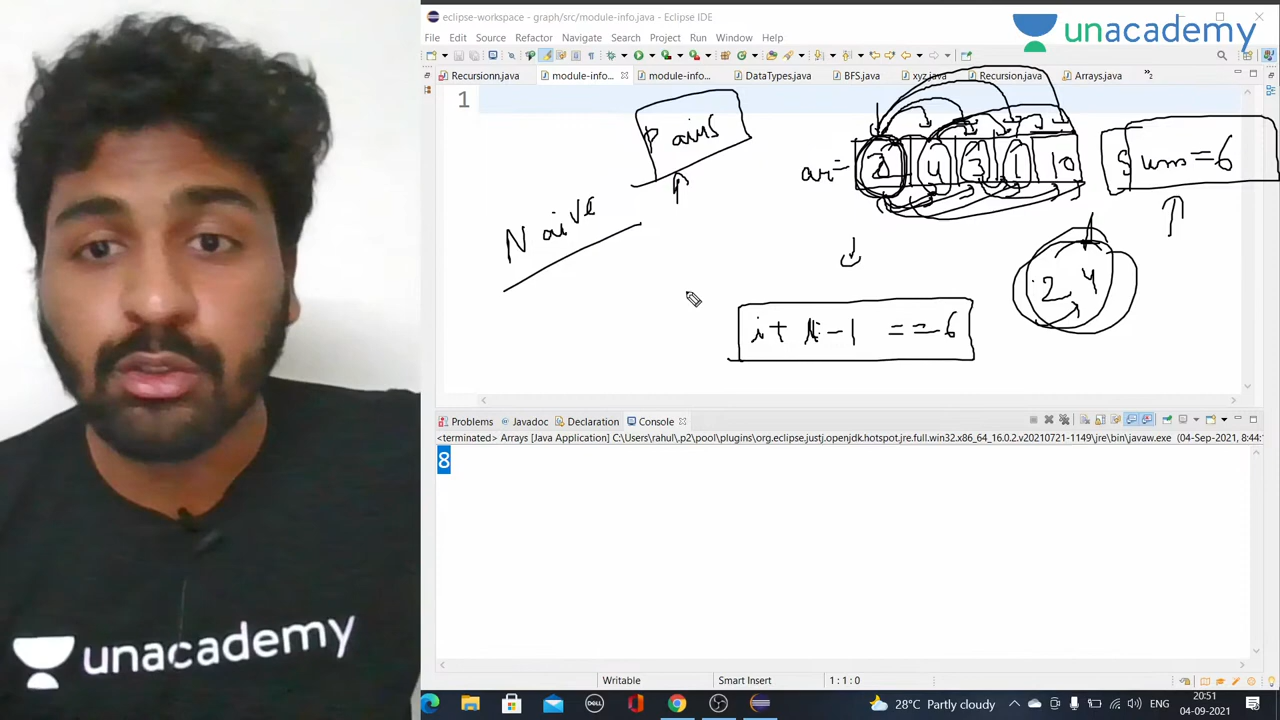 eclipse-workspace - graph/src/module-info.java - Eclipse IDE
unacademy
File Edit Source Refactor Navigate Search Project Run Window Help
Recursionn.java module-info... module-info... DataTypes.java BFS.java xyz.java Recursion.java Arrays.java
1
Pairs
ar= 2 4 3 1 10
Sum=6
Naive
2, 4
i+ -1 ==6
Problems Javadoc Declaration Console
<terminated> Arrays [Java Application] C:\Users\rahul\.p2\pool\plugins\org.eclipse.justj.openjdk.hotspot.jre.full.win32.x86_64_16.0.2.v20210721-1149\jre\bin\javaw.exe (04-Sep-2021, 8:44:
8
unacademy
Writable Smart Insert 1:1:0
DELL
28°C Partly cloudy ENG 20:51
04-09-2021